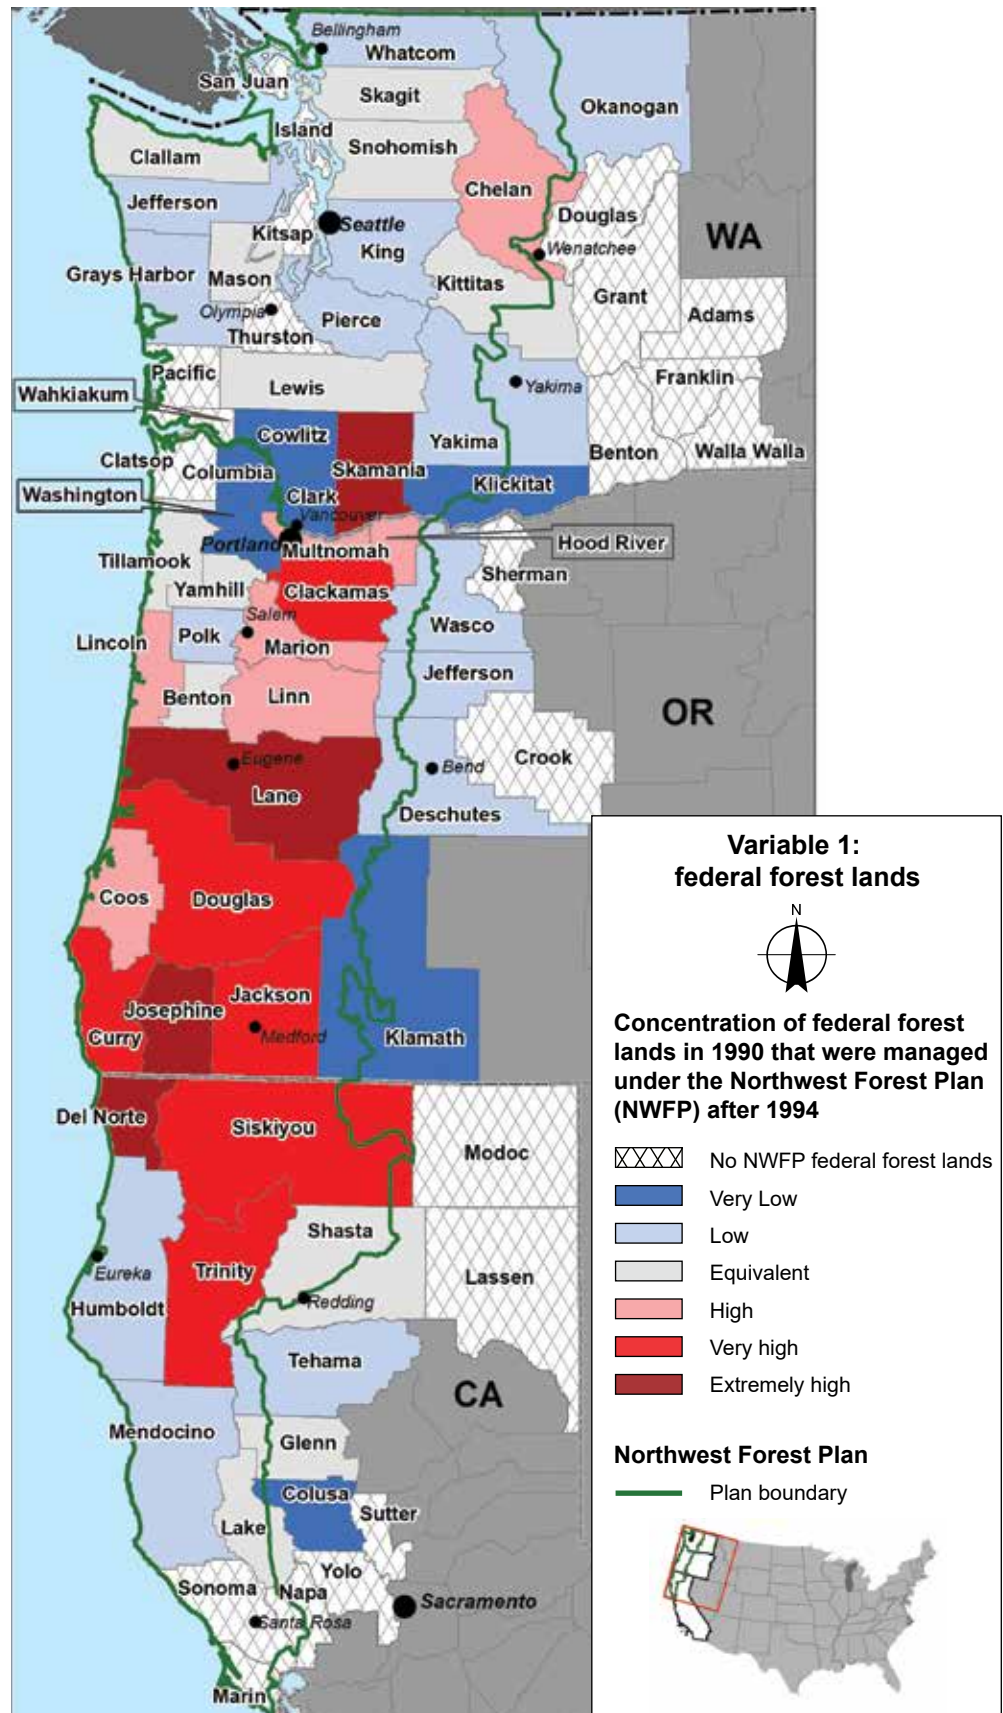 Bellingham
Whatcom
San Juan
Skagit
Okanogan
Island
Snohomish
Clallam
Chelan
Jefferson
Douglas
Kitsap
Seattle
WA
King
Wenatchee
Grays Harbor
Mason
Kittitas
Grant
Olympia
Pierce
Adams
Thurston
Pacific
Lewis
Yakima
Franklin
Wahkiakum
Cowlitz
Yakima
Benton
Walla Walla
Clatsop
Columbia
Skamania
Washington
Clark
Klickitat
Vancouver
Portland
Multnomah
Hood River
Tillamook
Sherman
Yamhill
Clackamas
Salem
Wasco
Lincoln
Polk
Marion
Jefferson
Benton
Linn
OR
Eugene
Bend
Crook
Lane
Deschutes
Coos
Douglas
Josephine
Jackson
Curry
Medford
Klamath
Del Norte
Siskiyou
Modoc
Shasta
Eureka
Trinity
Lassen
Humboldt
Redding
Tehama
CA
Mendocino
Glenn
Colusa
Sutter
Lake
Yolo
Sonoma
Napa
Sacramento
Santa Rosa
Marin
Variable 1:
federal forest lands
N
Concentration of federal forest
lands in 1990 that were managed
under the Northwest Forest Plan
(NWFP) after 1994
No NWFP federal forest lands
Very Low
Low
Equivalent
High
Very high
Extremely high
Northwest Forest Plan
Plan boundary